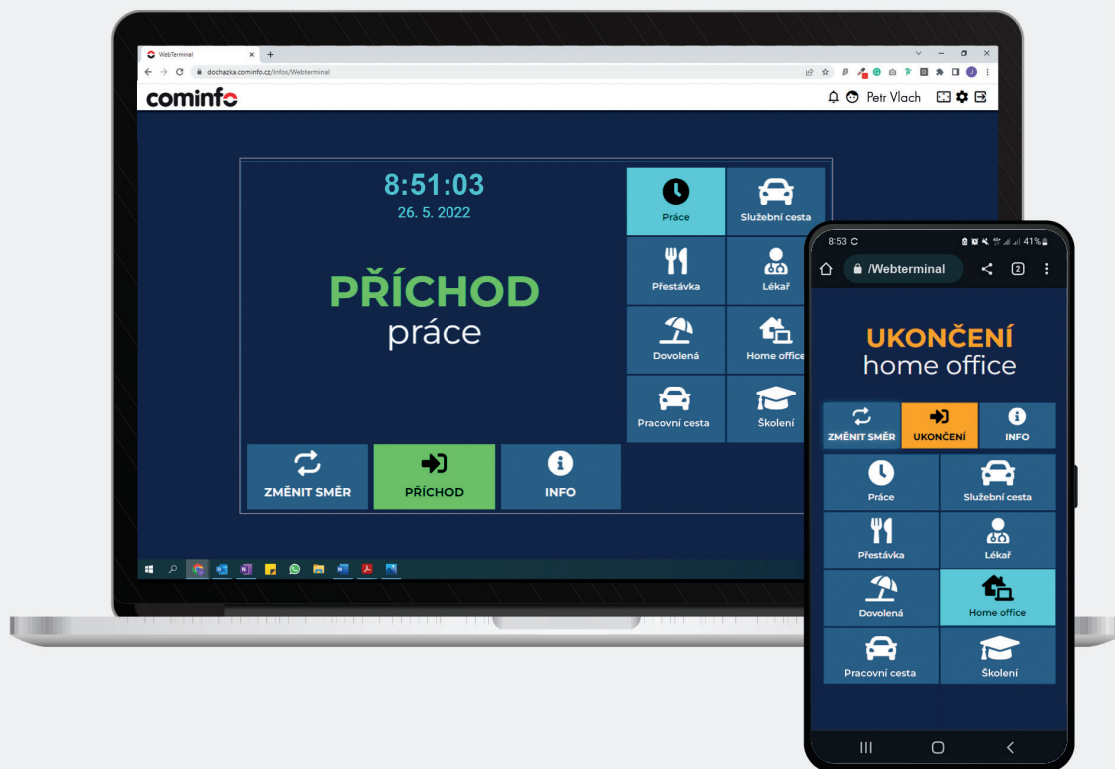 WebTerminal
dochazka.cominfo.cz/Infos/Webterminal
cominfo
Petr Vlach
8:51:03
26. 5. 2022
PŘÍCHOD
práce
Práce
Služební cesta
Přestávka
Lékař
Dovolená
Home office
Pracovní cesta
Školení
ZMĚNIT SMĚR
PŘÍCHOD
INFO
8:53
41%
/Webterminal
2
UKONČENÍ
home office
ZMĚNIT SMĚR
UKONČENÍ
INFO
Práce
Služební cesta
Přestávka
Lékař
Dovolená
Home office
Pracovní cesta
Školení